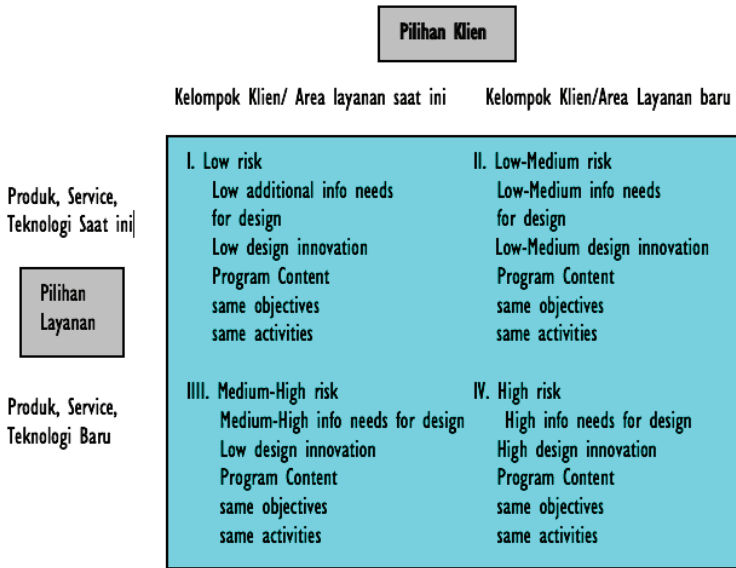 Pilihan Klien
Kelompok Klien/ Area layanan saat ini
Kelompok Klien/Area Layanan baru
Produk, Service,
Teknologi Saat ini
I. Low risk
Low additional info needs
for design
Low design innovation
Program Content
same objectives
same activities
II. Low-Medium risk
Low-Medium info needs
for design
Low-Medium design innovation
Program Content
same objectives
same activities
Pilihan
Layanan
Produk, Service,
Teknologi Baru
IIII. Medium-High risk
Medium-High info needs for design
Low design innovation
Program Content
same objectives
same activities
IV. High risk
High info needs for design
High design innovation
Program Content
same objectives
same activities